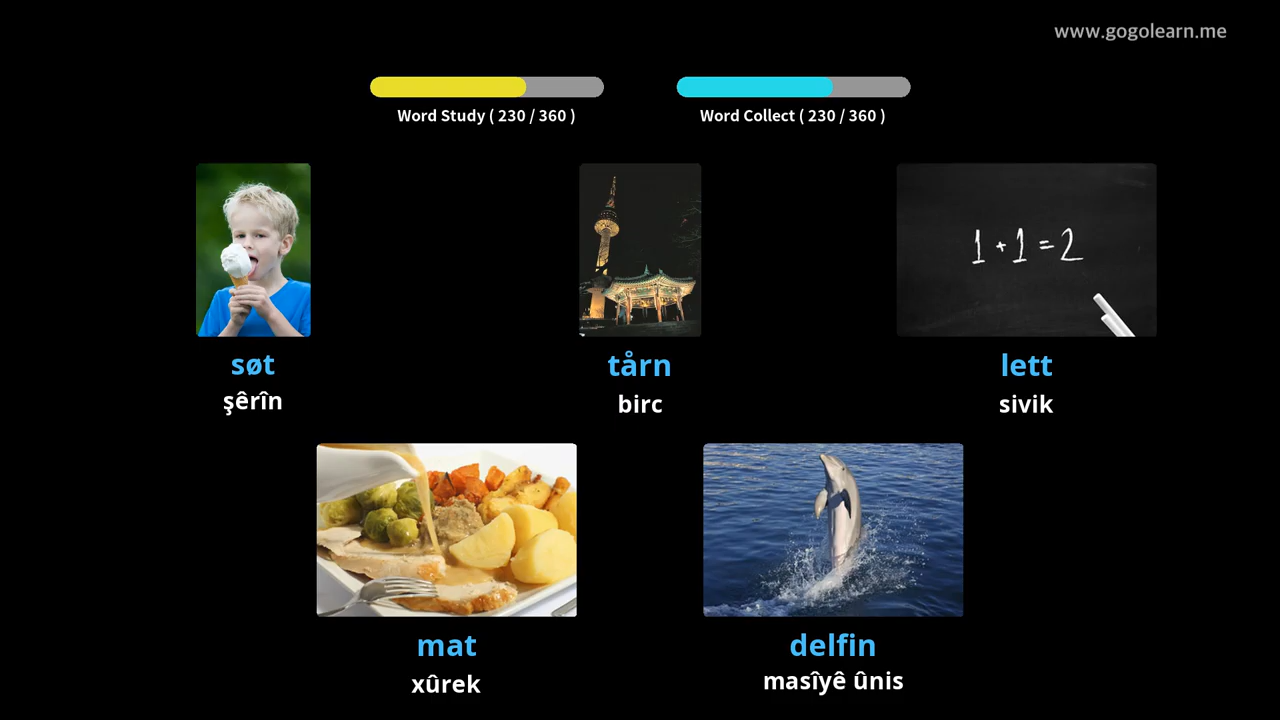 www.gogolearn.me
Word Study ( 230 / 360 )
Word Collect ( 230 / 360 )
1 + 1 = 2
søt
tårn
lett
şêrîn
birc
sivik
mat
delfin
xûrek
masîyê ûnis